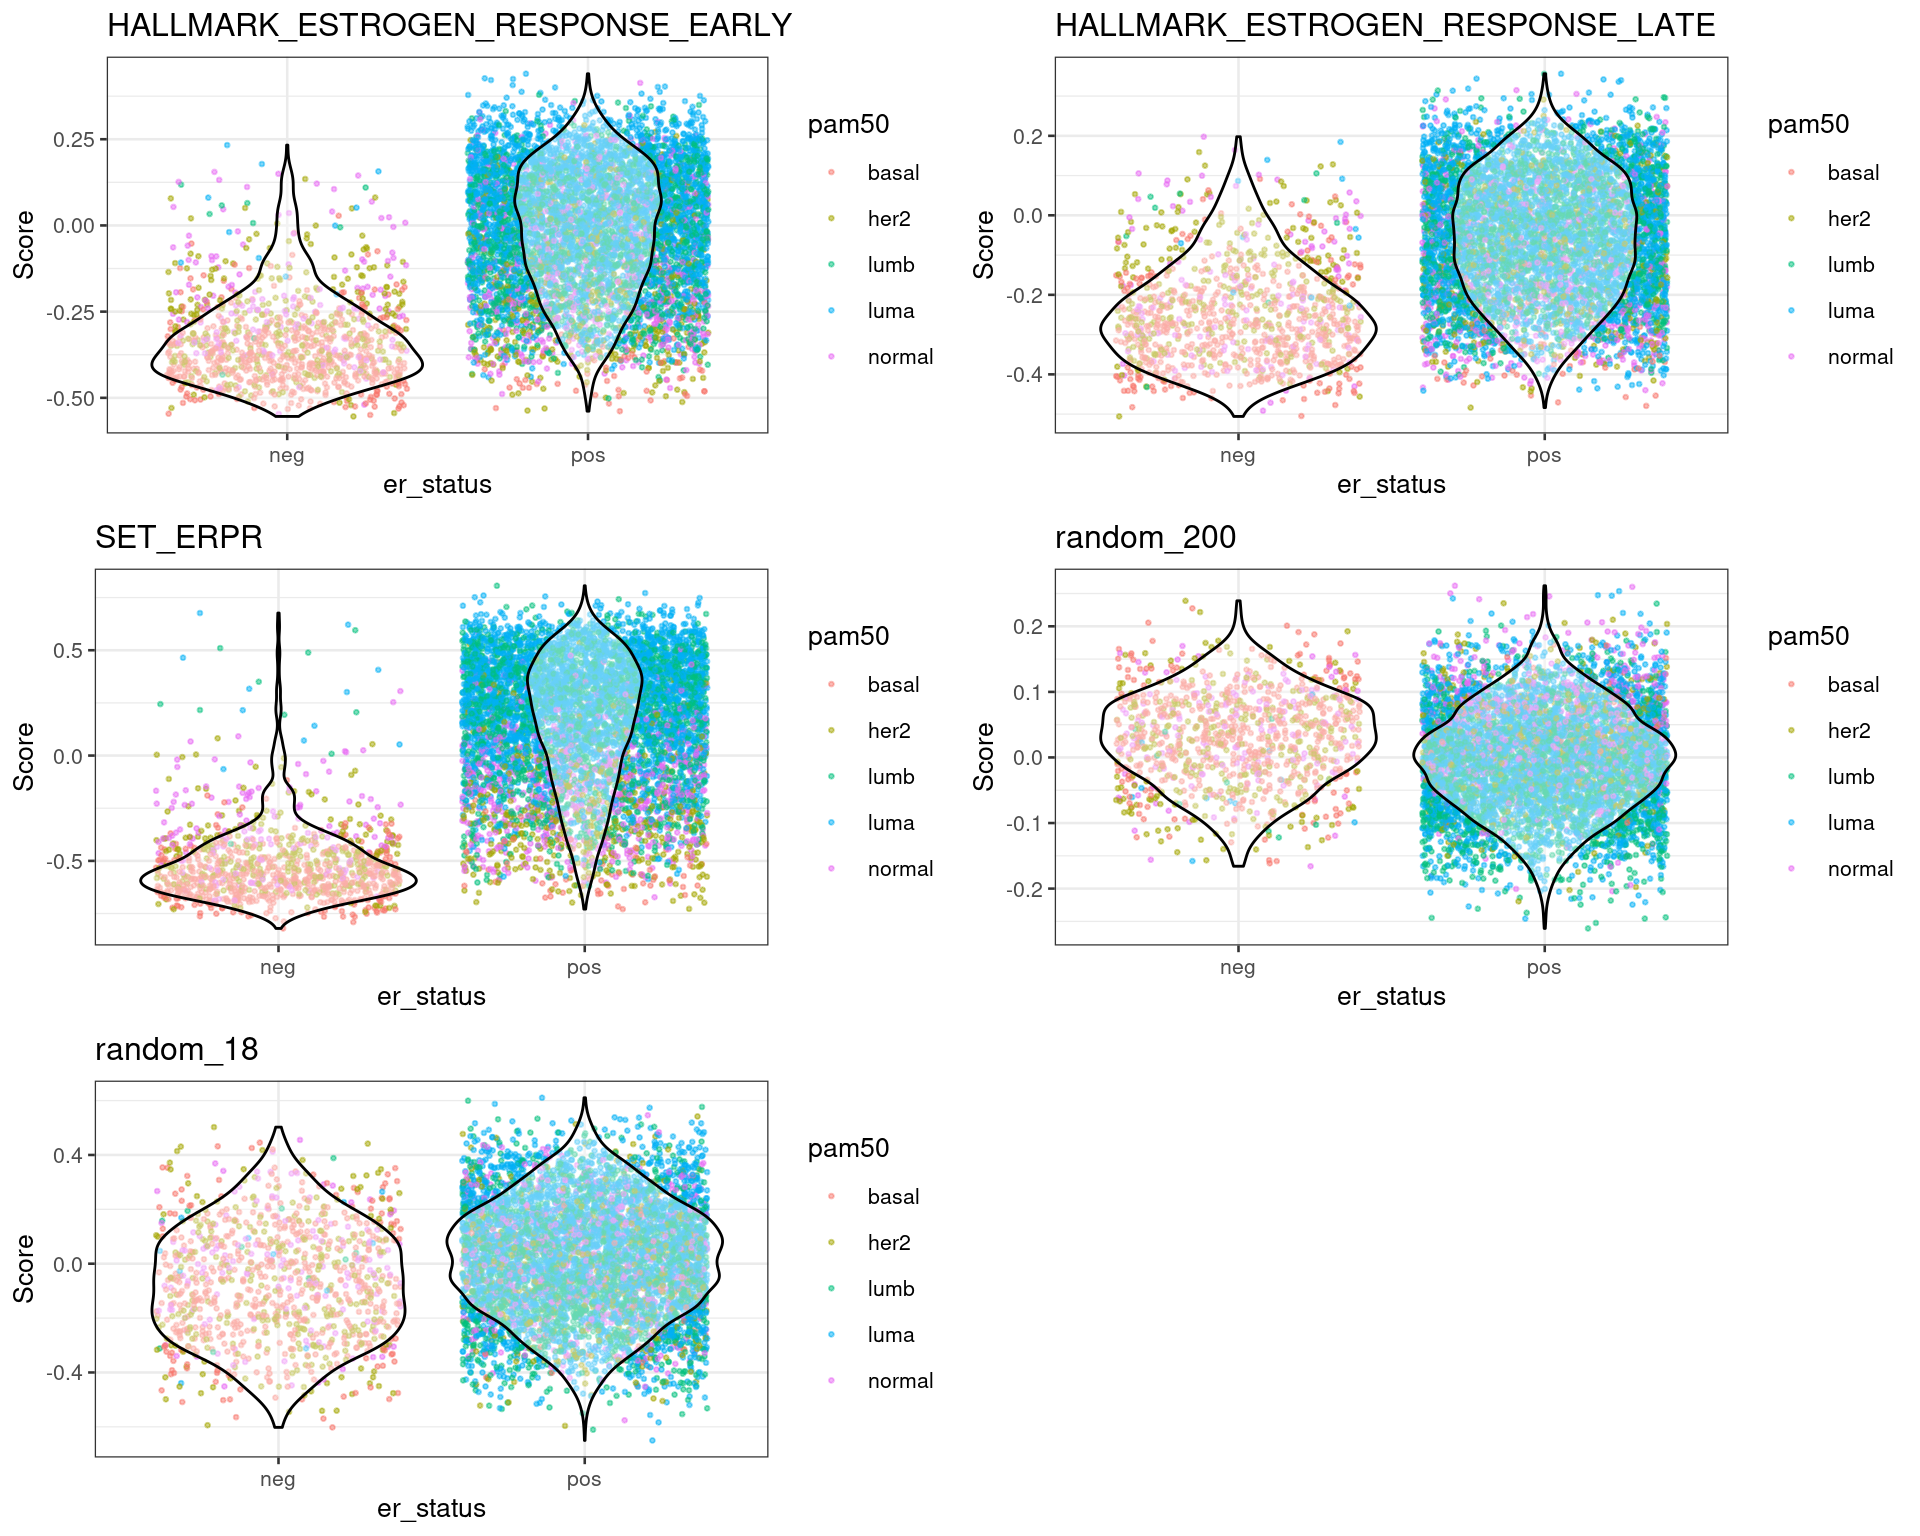 HALLMARK_ESTROGEN_RESPONSE_EARLY
0.25
0.00
-0.25
-0.50
Score
neg
pos
er_status
pam50
basal
her2
lumb
luma
normal
HALLMARK_ESTROGEN_RESPONSE_LATE
0.2
0.0
-0.2
-0.4
Score
neg
pos
er_status
pam50
basal
her2
lumb
luma
normal
SET_ERPR
0.5
0.0
-0.5
Score
neg
pos
er_status
pam50
basal
her2
lumb
luma
normal
random_200
0.2
0.1
0.0
-0.1
-0.2
Score
neg
pos
er_status
pam50
basal
her2
lumb
luma
normal
random_18
0.4
0.0
-0.4
Score
neg
pos
er_status
pam50
basal
her2
lumb
luma
normal